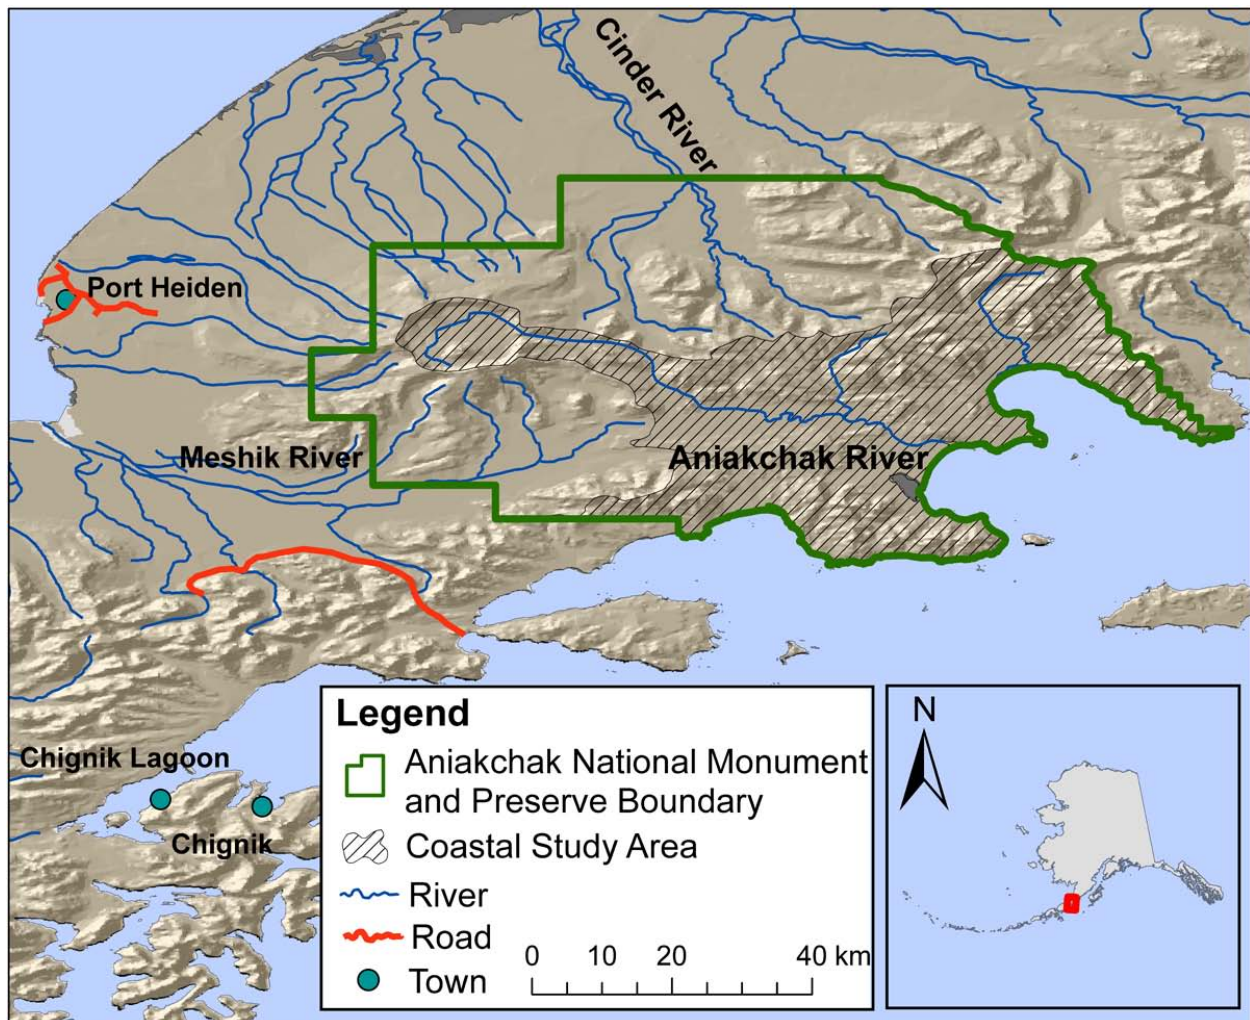 Cinder River
Port Heiden
Meshik River
Aniakchak River
Chignik Lagoon
Chignik
Legend
Aniakchak National Monument
and Preserve Boundary
Coastal Study Area
River
Road
Town
0 10 20 40 km
N